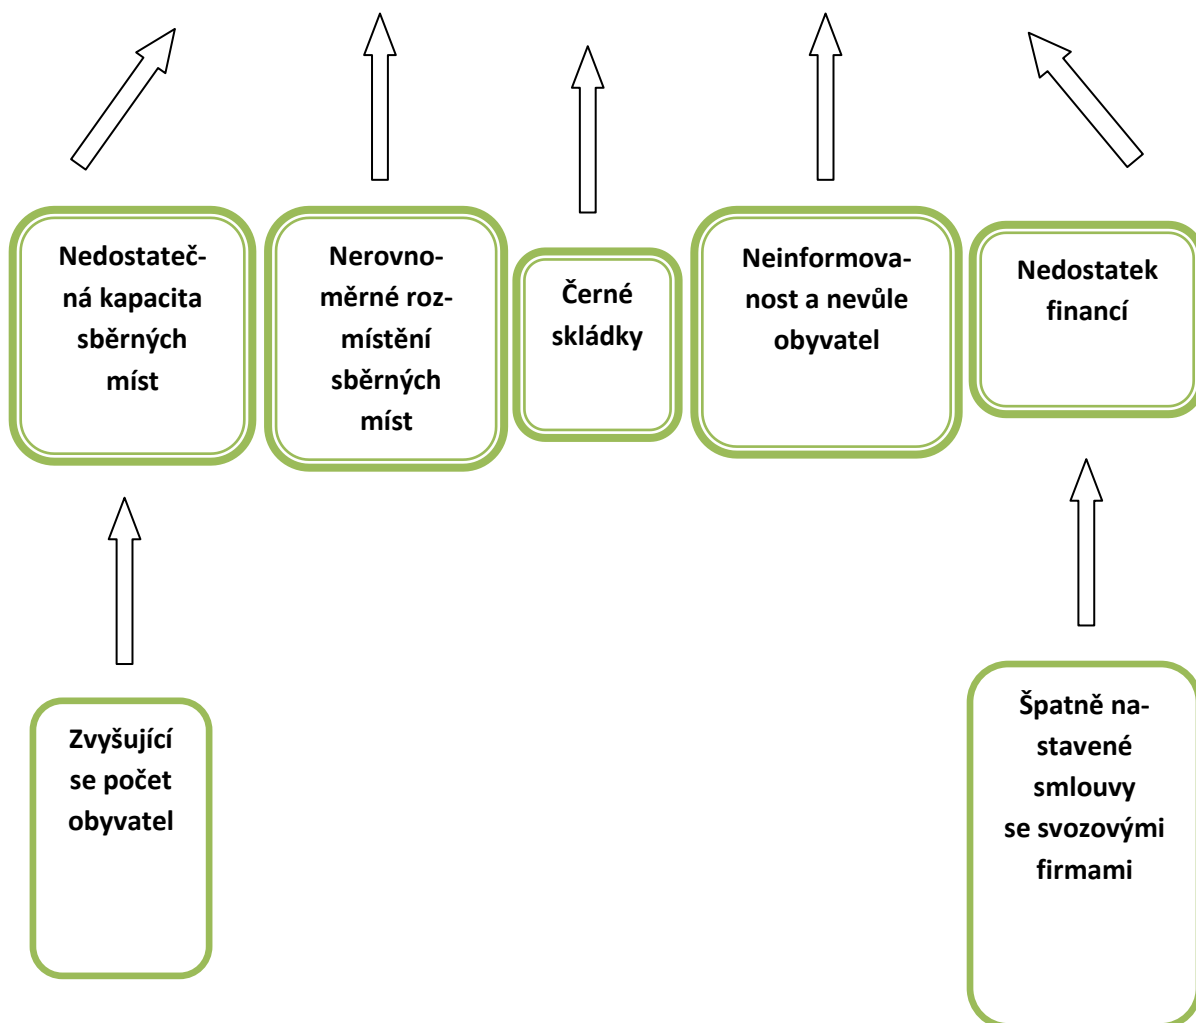 Nedostateč-
ná kapacita
sběrných
míst
Nerovno-
měrné roz-
místění
sběrných
míst
Černé
skládky
Neinformova-
nost a nevůle
obyvatel
Nedostatek
financí
Zvyšující
se počet
obyvatel
Špatně na-
stavené
smlouvy
se svozovými
firmami